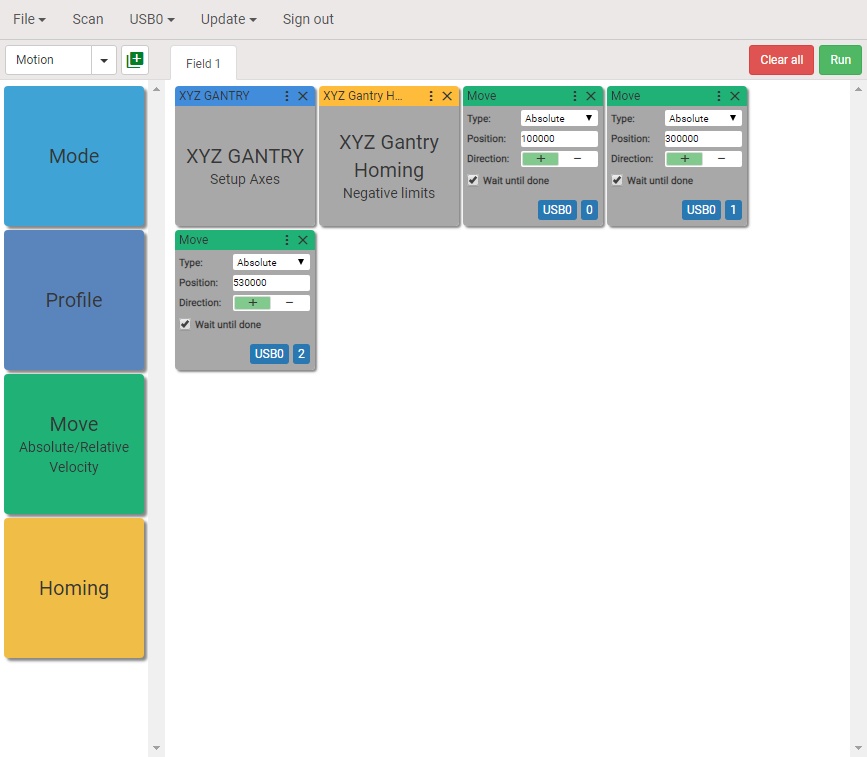 File Scan USB0 Update Sign out
Motion Field 1 Clear all Run
Mode
Profile
Move
Absolute/Relative
Velocity
Homing
XYZ GANTRY
XYZ GANTRY
Setup Axes
XYZ Gantry H...
XYZ Gantry
Homing
Negative limits
Move
Type: Absolute
Position: 100000
Direction: + −
Wait until done
USB0 0
Move
Type: Absolute
Position: 300000
Direction: + −
Wait until done
USB0 1
Move
Type: Absolute
Position: 530000
Direction: + −
Wait until done
USB0 2